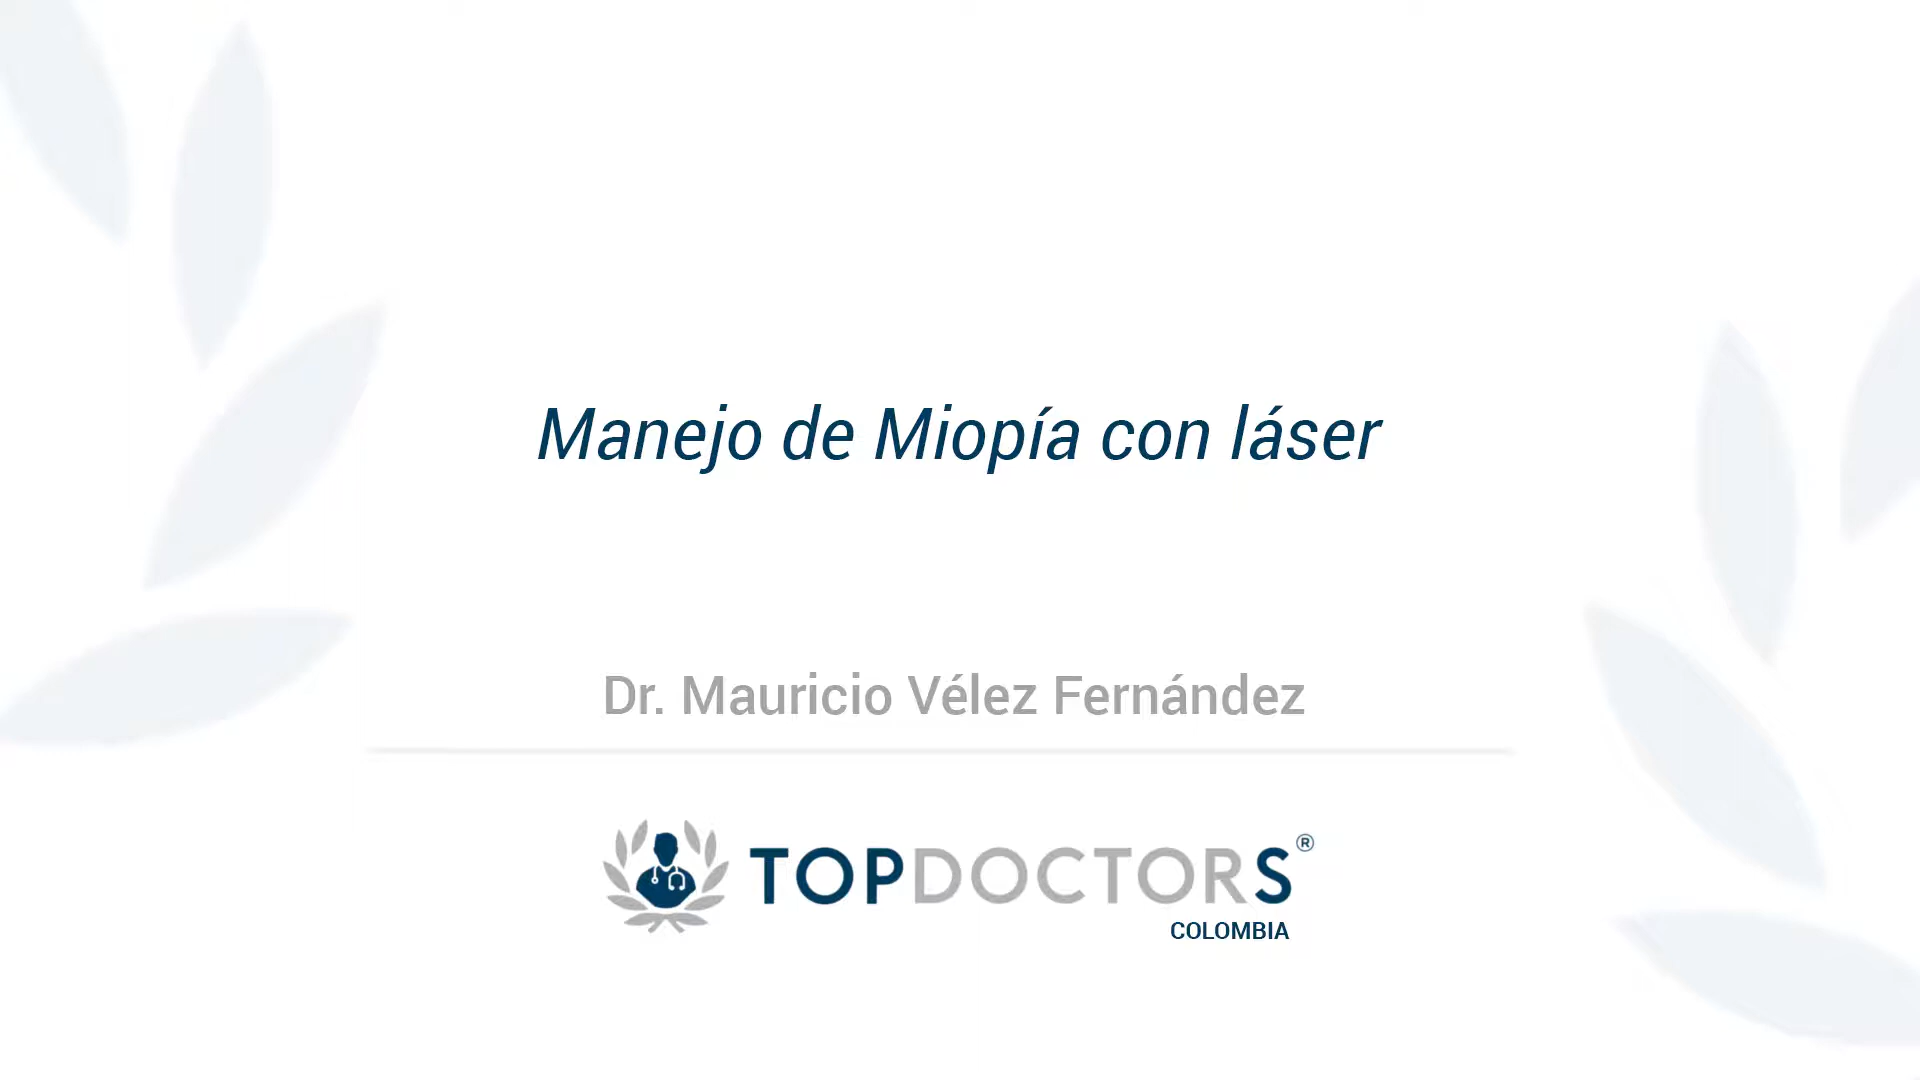 Manejo de Miopía con láser
Dr. Mauricio Vélez Fernández
TOPDOCTORS®
COLOMBIA